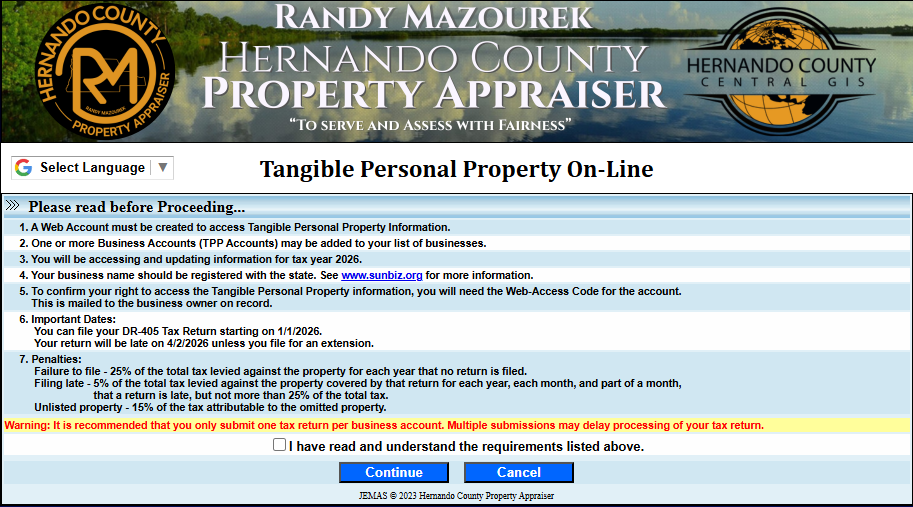 HERNANDO COUNTY
RM
RANDY MAZOUREK
PROPERTY APPRAISER
RANDY MAZOUREK
HERNANDO COUNTY
PROPERTY APPRAISER
“TO SERVE AND ASSESS WITH FAIRNESS”
HERNANDO COUNTY
CENTRAL GIS
G Select Language ▼
Tangible Personal Property On-Line
Please read before Proceeding...
1. A Web Account must be created to access Tangible Personal Property Information.
2. One or more Business Accounts (TPP Accounts) may be added to your list of businesses.
3. You will be accessing and updating information for tax year 2026.
4. Your business name should be registered with the state. See www.sunbiz.org for more information.
5. To confirm your right to access the Tangible Personal Property information, you will need the Web-Access Code for the account.
This is mailed to the business owner on record.
6. Important Dates:
You can file your DR-405 Tax Return starting on 1/1/2026.
Your return will be late on 4/2/2026 unless you file for an extension.
7. Penalties:
Failure to file - 25% of the total tax levied against the property for each year that no return is filed.
Filing late - 5% of the total tax levied against the property covered by that return for each year, each month, and part of a month,
that a return is late, but not more than 25% of the total tax.
Unlisted property - 15% of the tax attributable to the omitted property.
Warning: It is recommended that you only submit one tax return per business account. Multiple submissions may delay processing of your tax return.
I have read and understand the requirements listed above.
Continue Cancel
JEMAS © 2023 Hernando County Property Appraiser